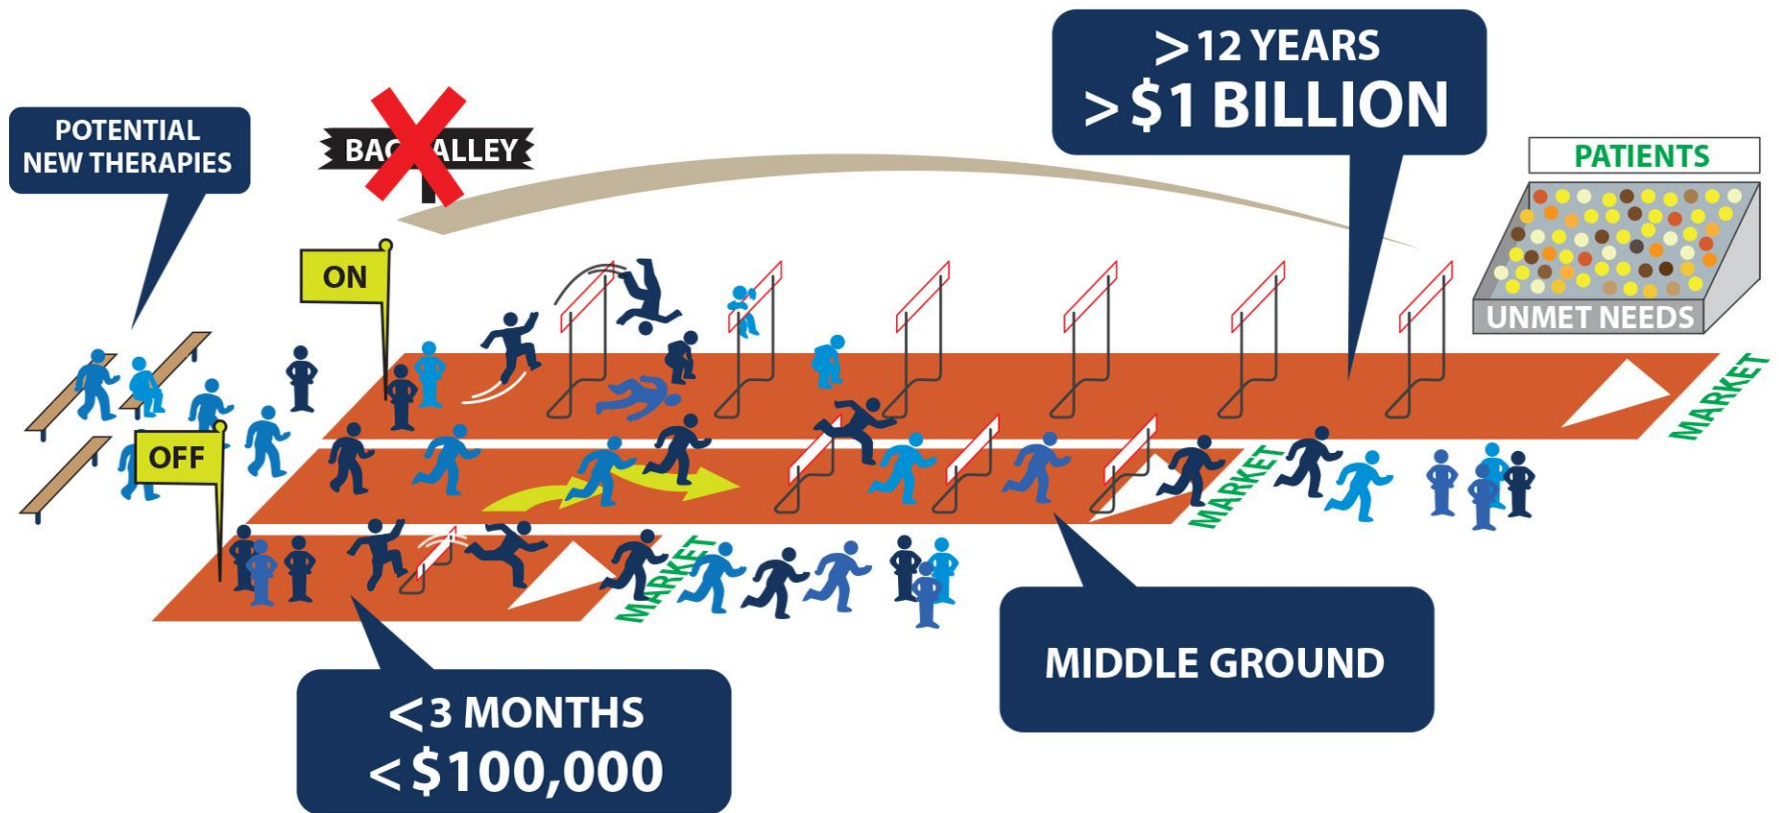 > 12 YEARS
> $1 BILLION
POTENTIAL
NEW THERAPIES
BACK ALLEY
PATIENTS
ON
UNMET NEEDS
MARKET
OFF
MARKET
MARKET
MIDDLE GROUND
< 3 MONTHS
< $100,000